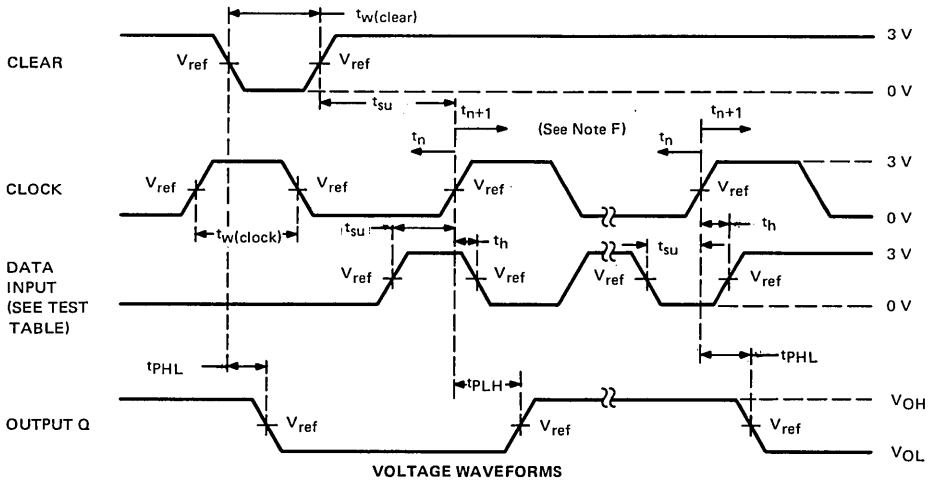 tw(clear)
CLEAR
Vref
Vref
3 V
0 V
tsu
tn+1
(See Note F)
tn+1
tn
tn
CLOCK
Vref
Vref
Vref
Vref
3 V
0 V
tw(clock)
tsu
th
tsu
th
DATA
INPUT
(SEE TEST
TABLE)
Vref
Vref
Vref
Vref
3 V
0 V
tPHL
tPLH
tPHL
OUTPUT Q
Vref
Vref
Vref
VOH
VOL
VOLTAGE WAVEFORMS